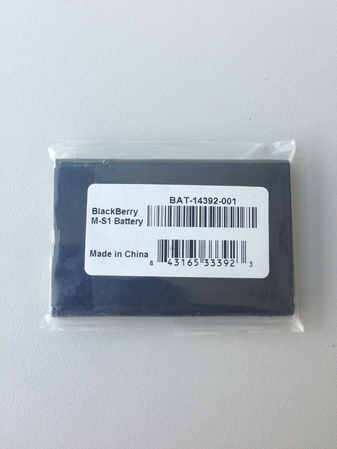 BAT-14392-001
BlackBerry
M-S1 Battery
Made in China
8 43165 33392 3